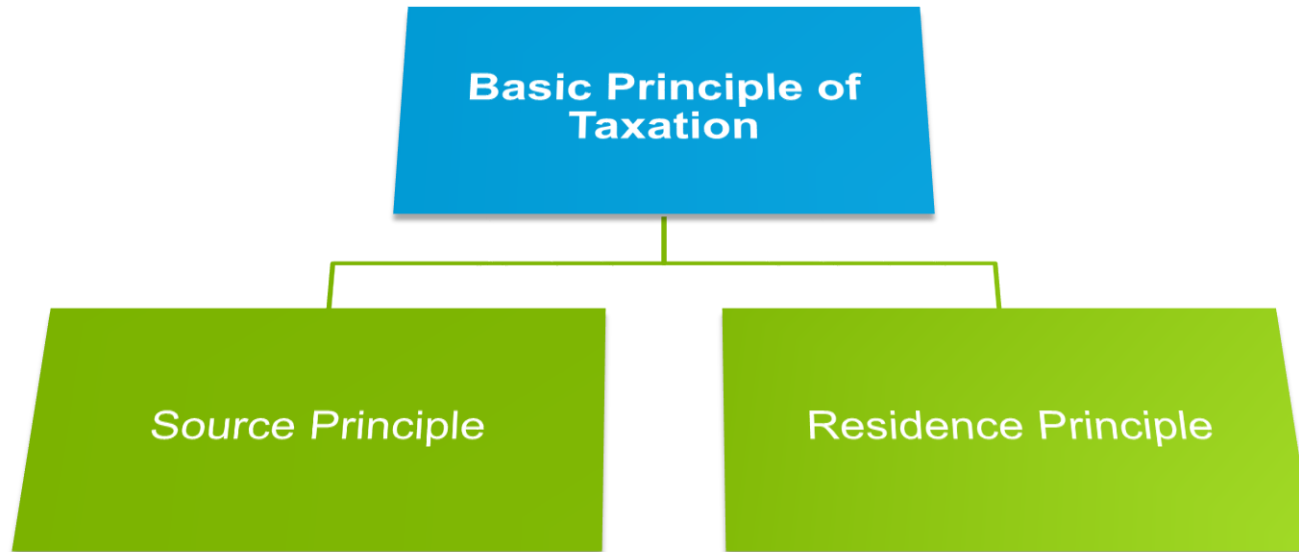 Basic Principle of
Taxation
Source Principle
Residence Principle